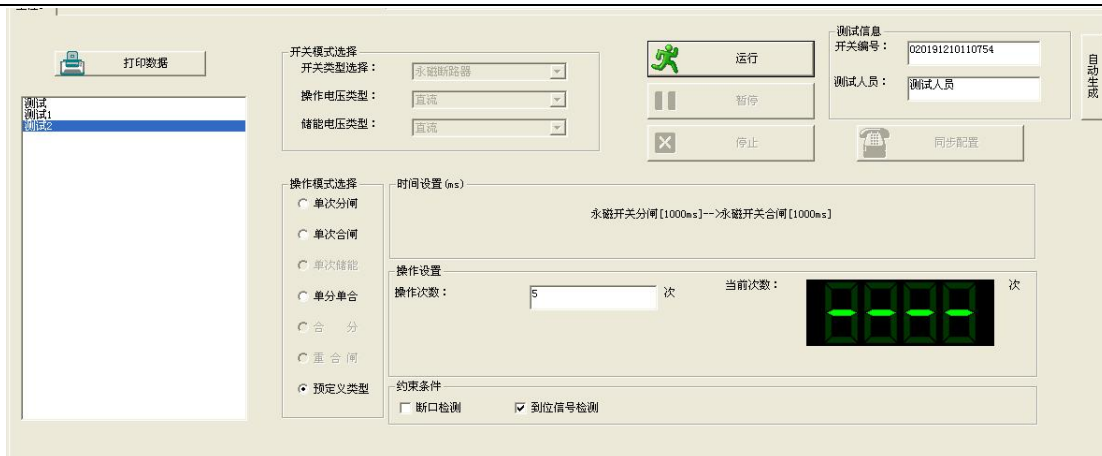 打印数据
测试
测试1
测试2
开关模式选择
开关类型选择：
永磁断路器
操作电压类型：
直流
储能电压类型：
直流
运行
暂停
停止
测试信息
开关编号：
020191210110754
测试人员：
测试人员
自动生成
同步配置
操作模式选择
单次分闸
单次合闸
单次储能
单分单合
合 分
重合闸
预定义类型
时间设置(ms)
永磁开关分闸[1000ms]-->永磁开关合闸[1000ms]
操作设置
操作次数：
5
次
当前次数：
----
次
约束条件
断口检测
到位信号检测